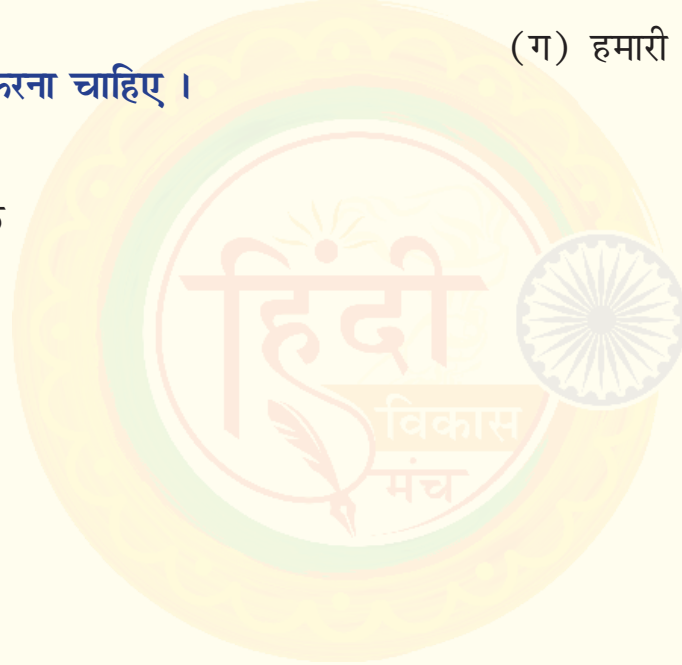 (ग) हमारी
करना चाहिए ।
हिंदी
विकास
मंच